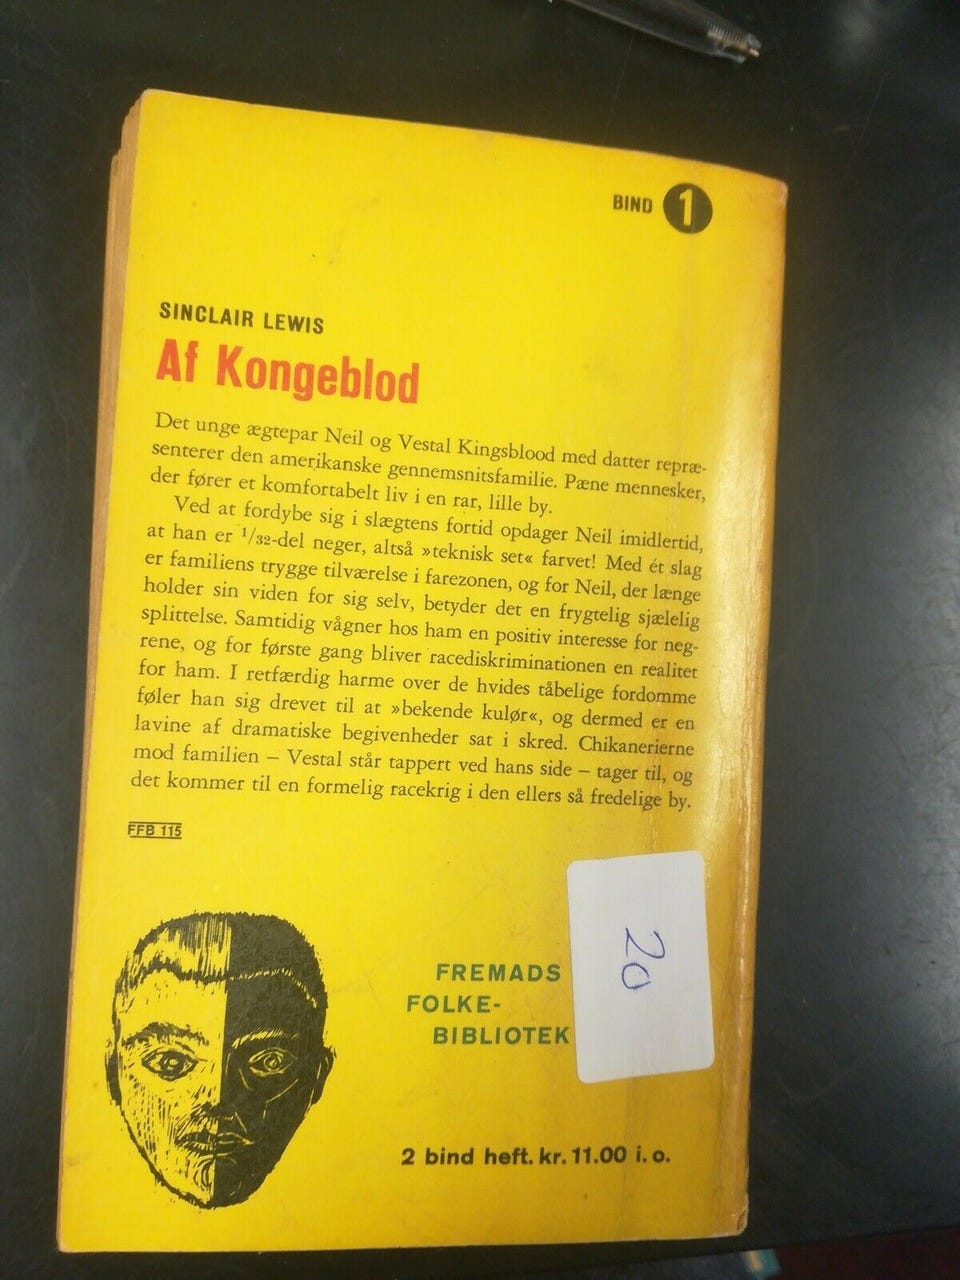 BIND 1
SINCLAIR LEWIS
Af Kongeblod
Det unge ægtepar Neil og Vestal Kingsblood med datter repræ-
senterer den amerikanske gennemsnitsfamilie. Pæne mennesker,
der fører et komfortabelt liv i en rar, lille by.
Ved at fordybe sig i slægtens fortid opdager Neil imidlertid,
at han er 1/32-del neger, altså »teknisk set« farvet! Med ét slag
er familiens trygge tilværelse i farezonen, og for Neil, der længe
holder sin viden for sig selv, betyder det en frygtelig sjælelig
splittelse. Samtidig vågner hos ham en positiv interesse for neg-
rene, og for første gang bliver racediskriminationen en realitet
for ham. I retfærdig harme over de hvides tåbelige fordomme
føler han sig drevet til at »bekende kulør«, og dermed er en
lavine af dramatiske begivenheder sat i skred. Chikanerierne
mod familien – Vestal står tappert ved hans side – tager til, og
det kommer til en formelig racekrig i den ellers så fredelige by.
FFB 115
FREMADS
FOLKE-
BIBLIOTEK
20
2 bind heft. kr. 11.00 i. o.